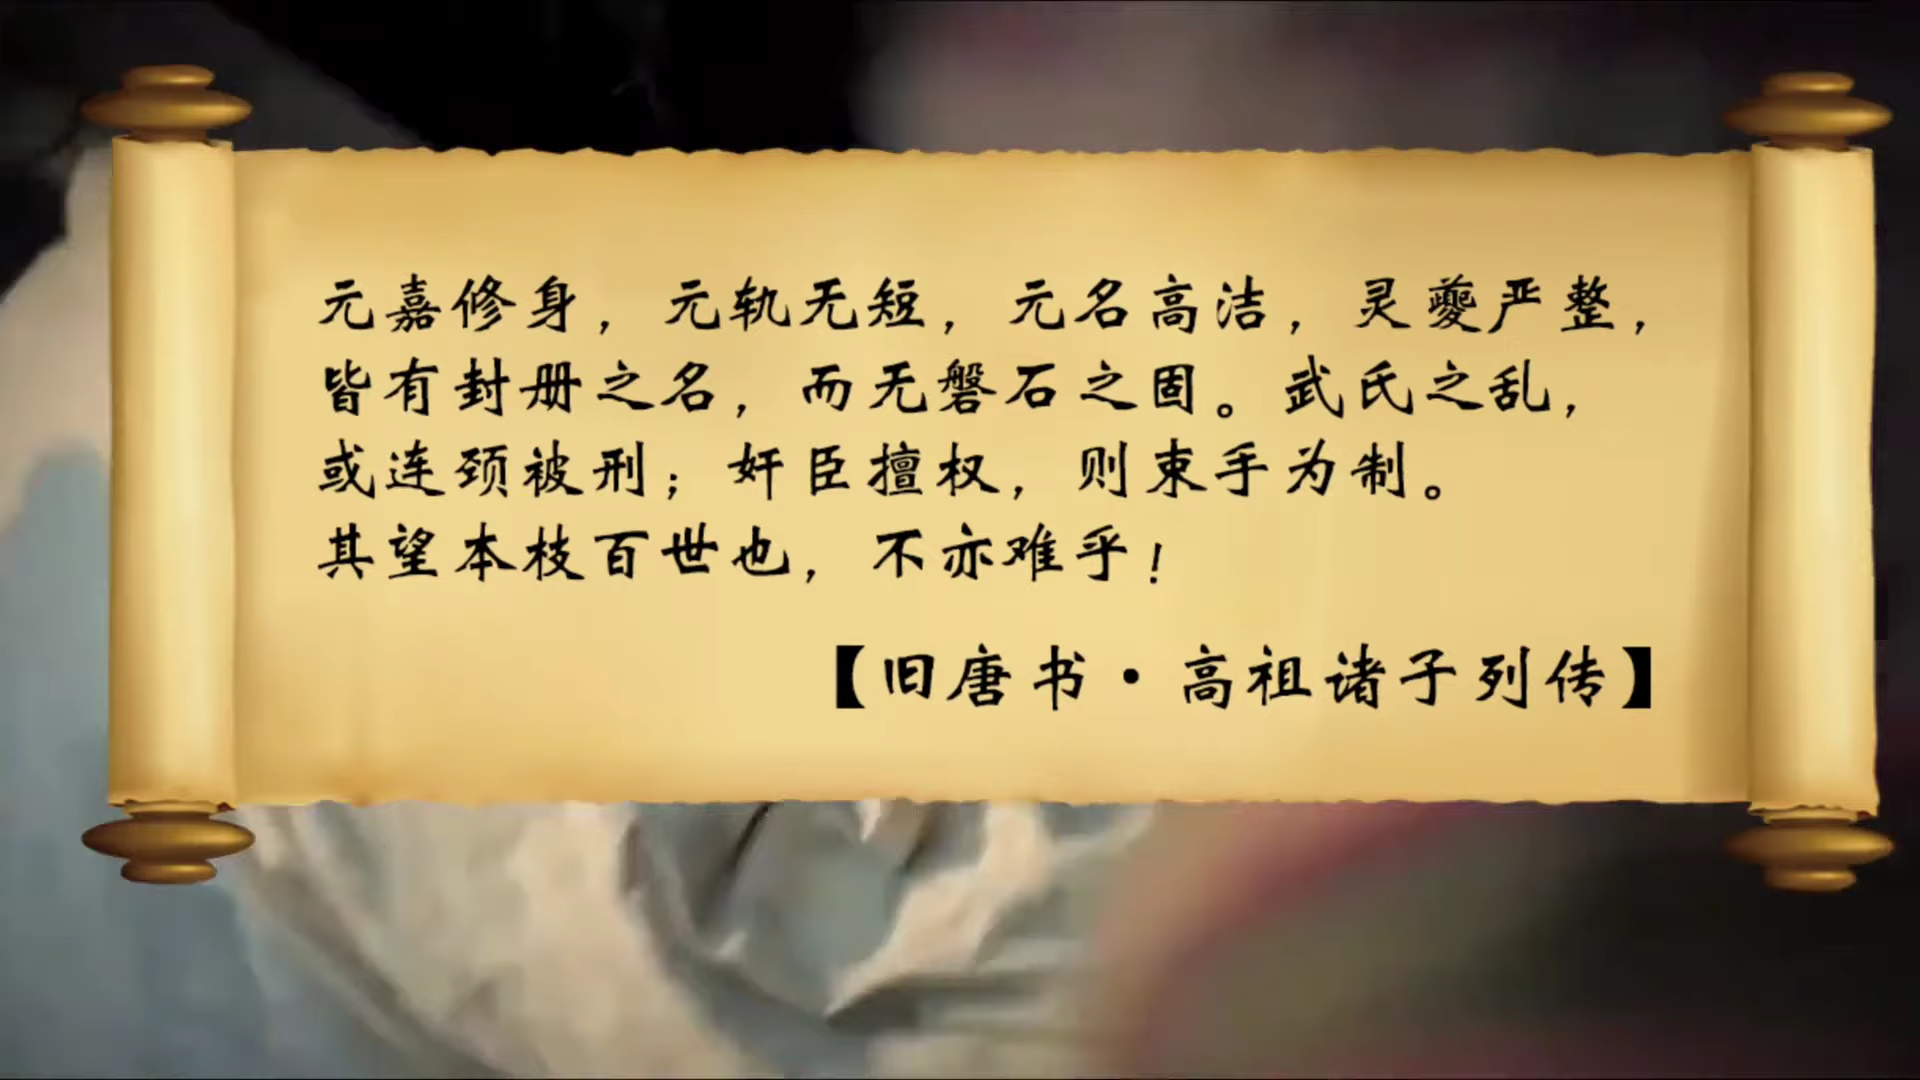 元嘉修身，元轨无短，元名高洁，灵夔严整，
皆有封册之名，而无磐石之固。武氏之乱，
或连颈被刑；奸臣擅权，则束手为制。
其望本枝百世也，不亦难乎！
【旧唐书·高祖诸子列传】